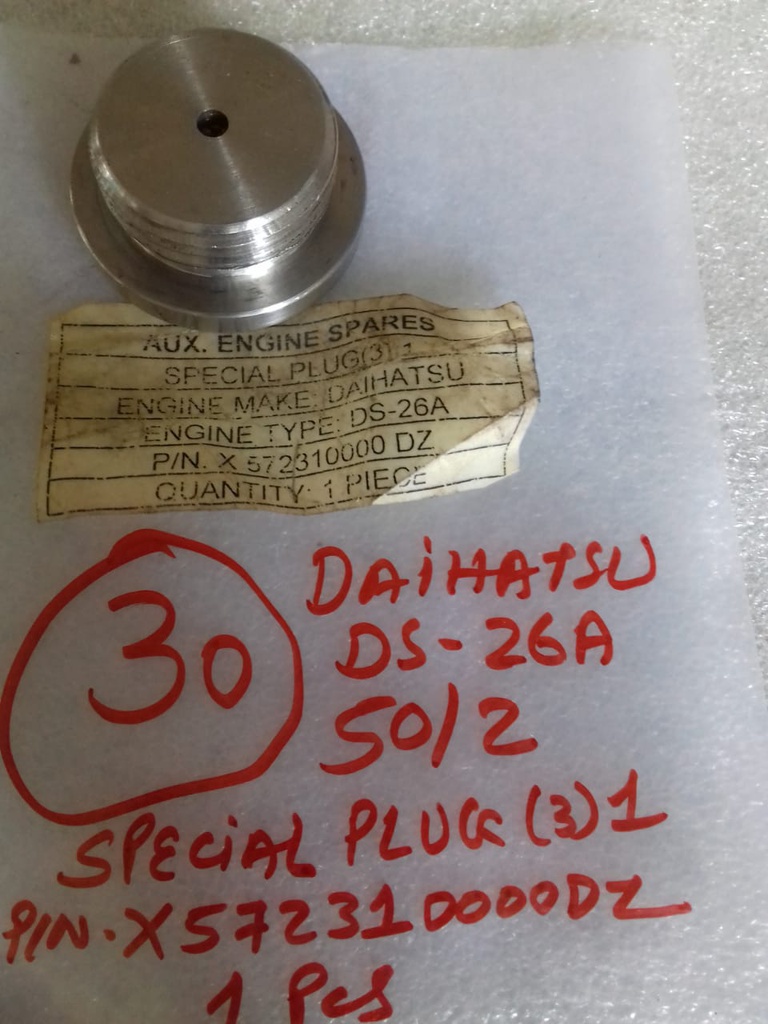 AUX. ENGINE SPARES
SPECIAL PLUG(3) 1
ENGINE MAKE: DAIHATSU
ENGINE TYPE: DS-26A
P/N. X 572310000 DZ
QUANTITY: 1 PIECE
30
DAiHATSU
DS-26A
50/2
SPECiAL PLUG (3) 1
P/N. X572310000DZ
1 Pcs